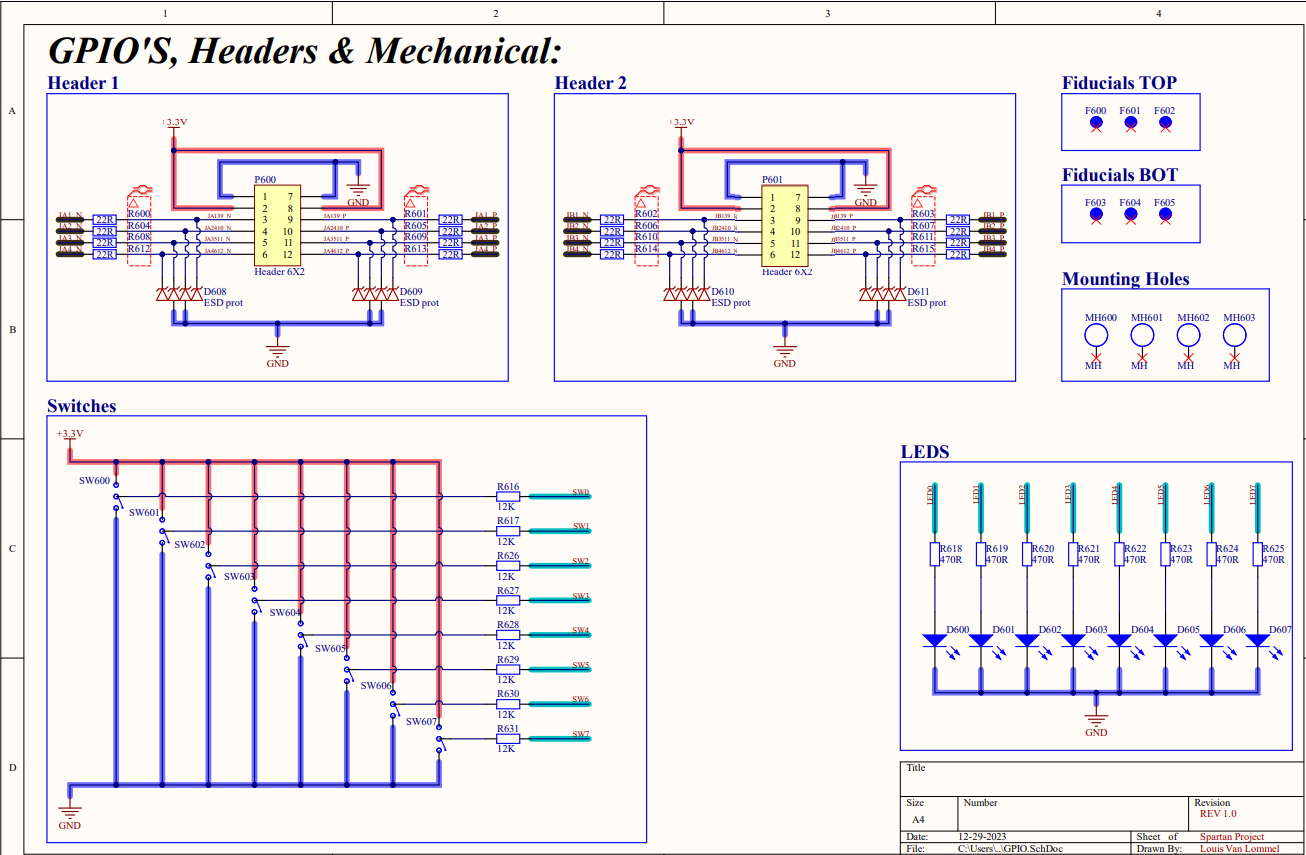 1 2 3 4
GPIO'S, Headers & Mechanical:
Header 1
Header 2
Fiducials TOP
A
F600 F601 F602
+3.3V
+3.3V
Fiducials BOT
F603 F604 F605
P600
GND
1 7
2 8
3 9
4 10
5 11
6 12
Header 6X2
JA1_N 22R R600 JA139_N JA139_P R601 22R JA1_P
JA2_N 22R R604 JA2410_N JA2410_P R605 22R JA2_P
JA3_N 22R R608 JA3511_N JA3511_P R609 22R JA3_P
JA4_N 22R R612 JA4612_N JA4612_P R613 22R JA4_P
D608
ESD prot
D609
ESD prot
GND
P601
GND
1 7
2 8
3 9
4 10
5 11
6 12
Header 6X2
JB1_N 22R R602 JB139_N JB139_P R603 22R JB1_P
JB2_N 22R R606 JB2410_N JB2410_P R607 22R JB2_P
JB3_N 22R R610 JB3511_N JB3511_P R611 22R JB3_P
JB4_N 22R R614 JB4612_N JB4612_P R615 22R JB4_P
D610
ESD prot
D611
ESD prot
GND
Mounting Holes
MH600 MH601 MH602 MH603
MH MH MH MH
B
Switches
+3.3V
SW600 R616 SW0
12K
SW601 R617 SW1
12K
SW602 R626 SW2
12K
SW603 R627 SW3
12K
SW604 R628 SW4
12K
SW605 R629 SW5
12K
SW606 R630 SW6
12K
SW607 R631 SW7
12K
GND
C
D
LEDS
LED0 LED1 LED2 LED3 LED4 LED5 LED6 LED7
R618 R619 R620 R621 R622 R623 R624 R625
470R 470R 470R 470R 470R 470R 470R 470R
D600 D601 D602 D603 D604 D605 D606 D607
GND
Title
Size Number Revision
A4 REV 1.0
Date: 12-29-2023 Sheet of Spartan Project
File: C:\Users\..\GPIO.SchDoc Drawn By: Louis Van Lommel